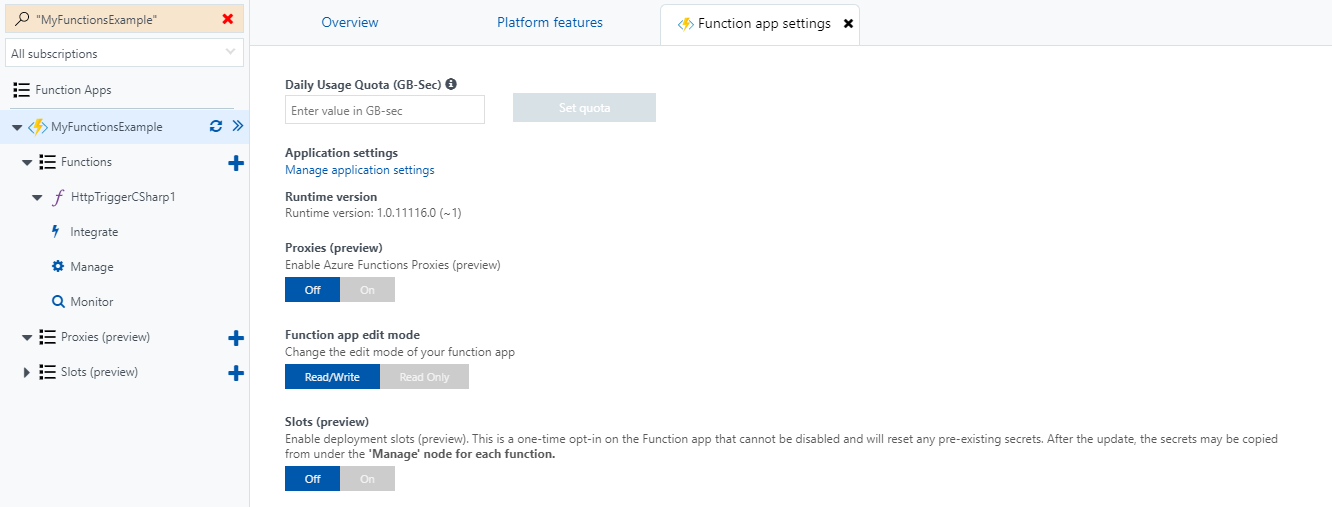 "MyFunctionsExample"
All subscriptions
Function Apps
MyFunctionsExample
Functions
HttpTriggerCSharp1
Integrate
Manage
Monitor
Proxies (preview)
Slots (preview)
Overview Platform features Function app settings
Daily Usage Quota (GB-Sec)
Enter value in GB-sec Set quota
Application settings
Manage application settings
Runtime version
Runtime version: 1.0.11116.0 (~1)
Proxies (preview)
Enable Azure Functions Proxies (preview)
Off On
Function app edit mode
Change the edit mode of your function app
Read/Write Read Only
Slots (preview)
Enable deployment slots (preview). This is a one-time opt-in on the Function app that cannot be disabled and will reset any pre-existing secrets. After the update, the secrets may be copied
from under the 'Manage' node for each function.
Off On